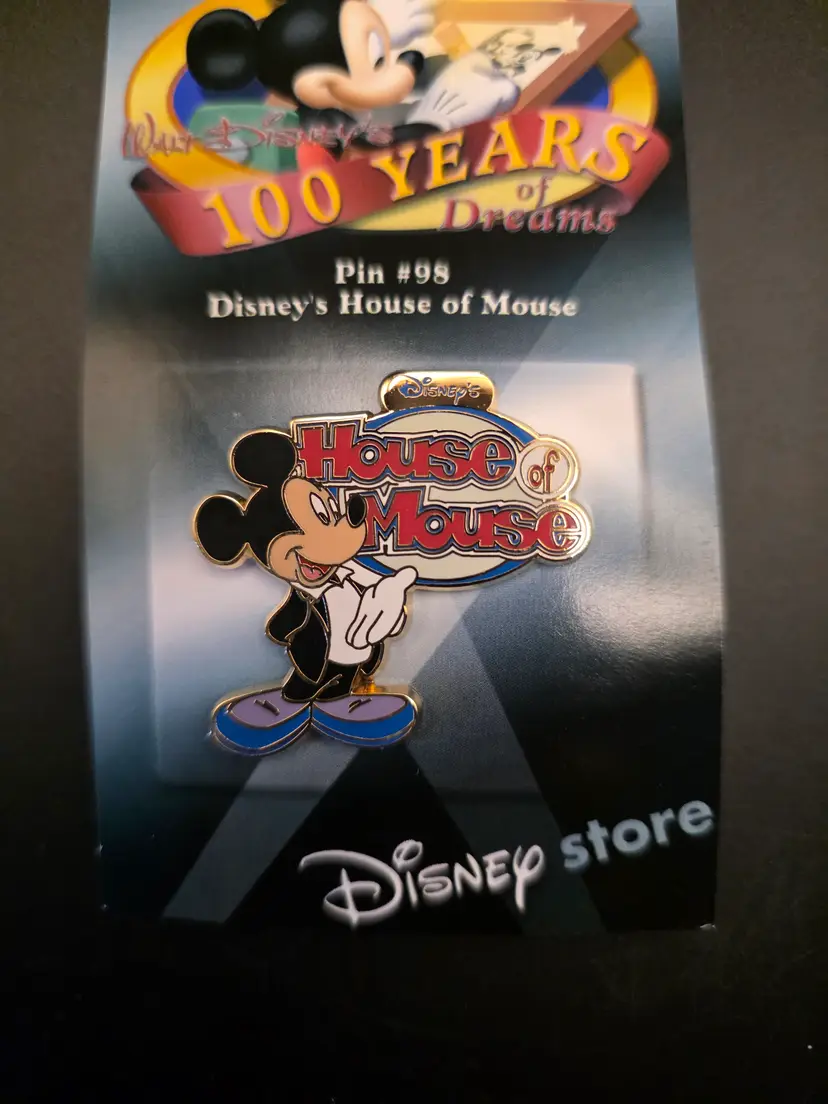 Walt Disney's
100 YEARS
of
Dreams
Pin #98
Disney's House of Mouse
Disney's
House of
Mouse
Disney store